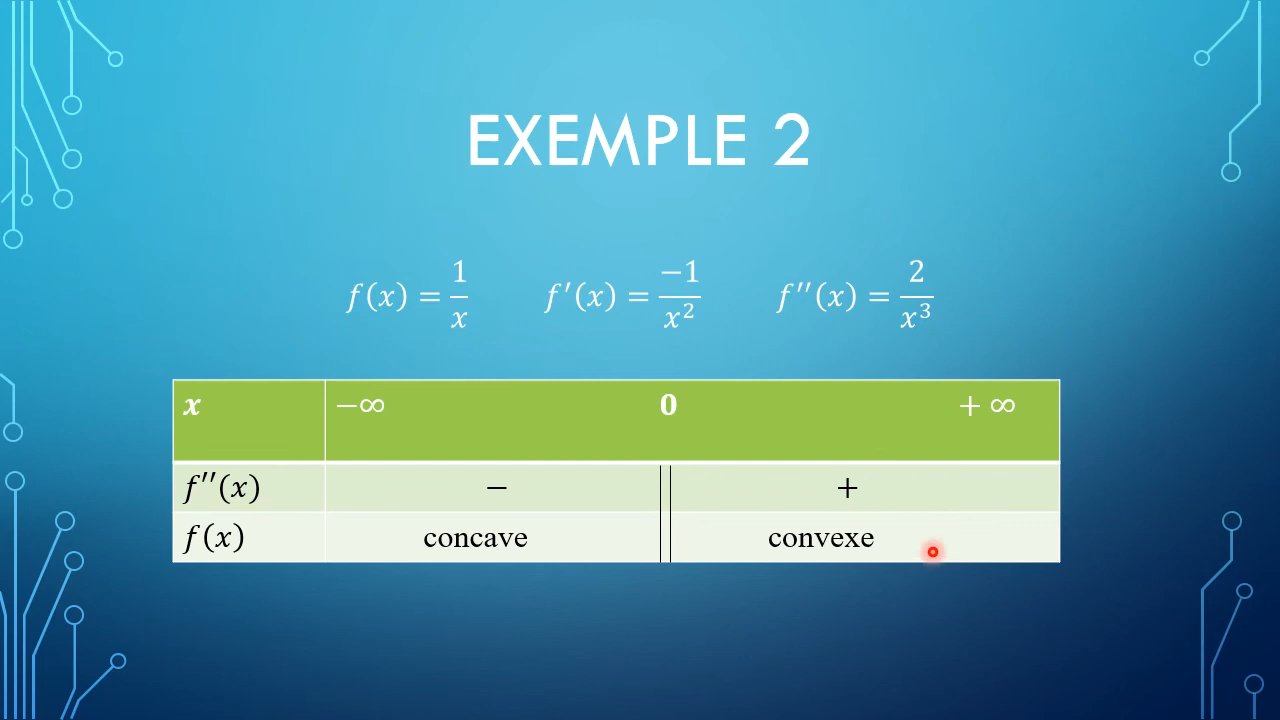 EXEMPLE 2
f(x) = 1/x    f′(x) = −1/x²    f′′(x) = 2/x³
x −∞ 0 +∞
f′′(x) − +
f(x) concave convexe